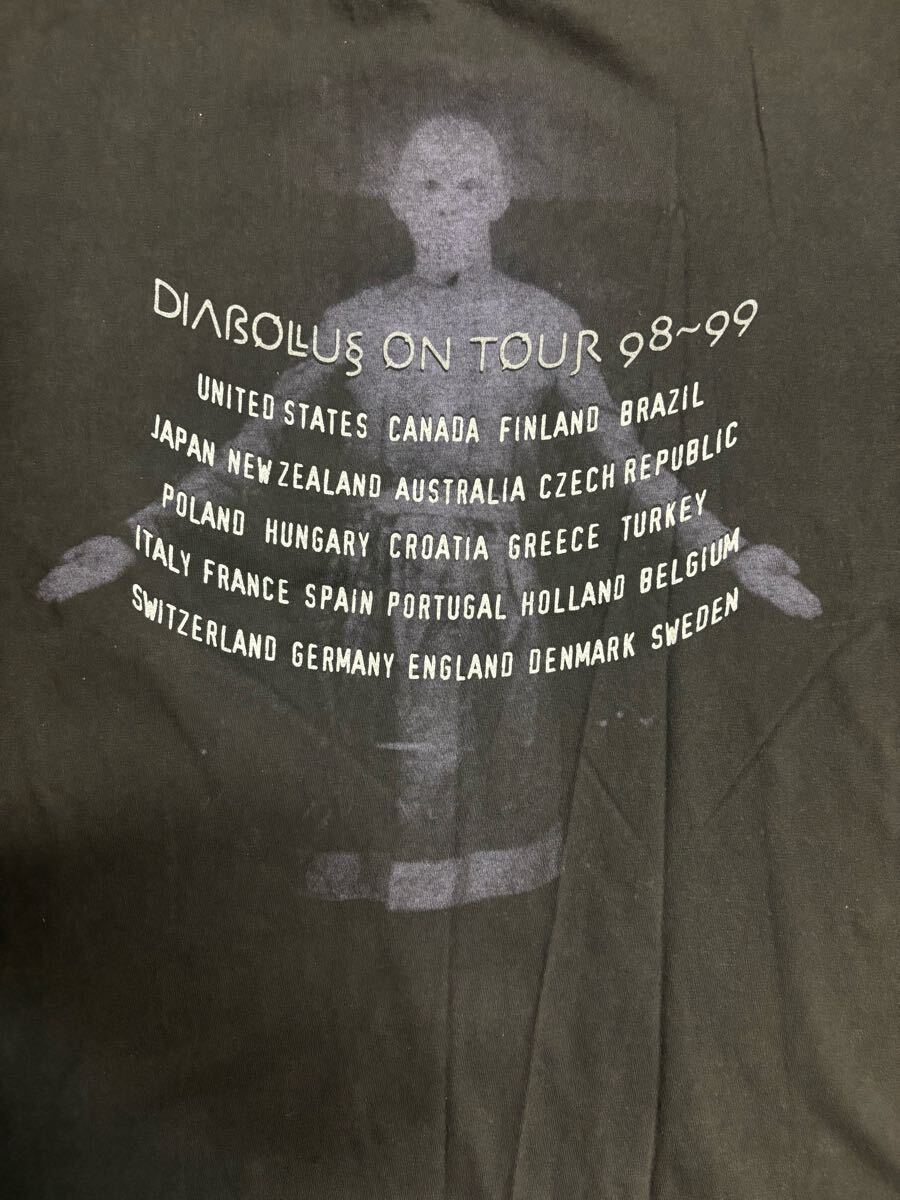 DIABOLLUS ON TOUR 98~99
UNITED STATES CANADA FINLAND BRAZIL
JAPAN NEW ZEALAND AUSTRALIA CZECH REPUBLIC
POLAND HUNGARY CROATIA GREECE TURKEY
ITALY FRANCE SPAIN PORTUGAL HOLLAND BELGIUM
SWITZERLAND GERMANY ENGLAND DENMARK SWEDEN